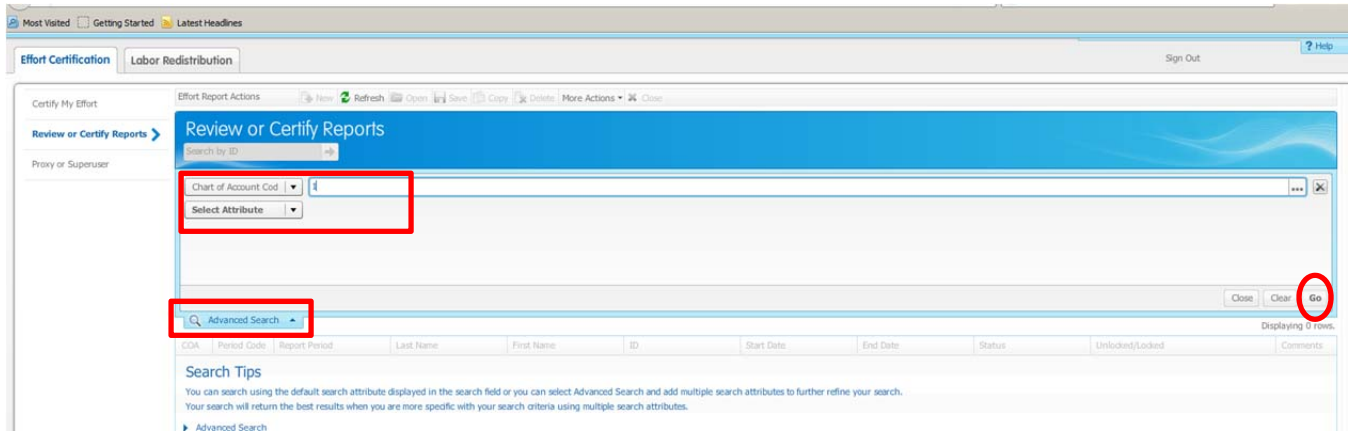 Most Visited Getting Started Latest Headlines
? Help
Effort Certification Labor Redistribution Sign Out
Certify My Effort
Review or Certify Reports
Proxy or Superuser
Effort Report Actions New Refresh Open Save Copy Delete More Actions Close
Review or Certify Reports
Search by ID
Chart of Account Cod 1 ...
Select Attribute
Close Clear Go
Advanced Search
Displaying 0 rows.
COA Period Code Report Period Last Name First Name ID Start Date End Date Status Unlocked/Locked Comments
Search Tips
You can search using the default search attribute displayed in the search field or you can select Advanced Search and add multiple search attributes to further refine your search.
Your search will return the best results when you are more specific with your search criteria using multiple search attributes.
Advanced Search